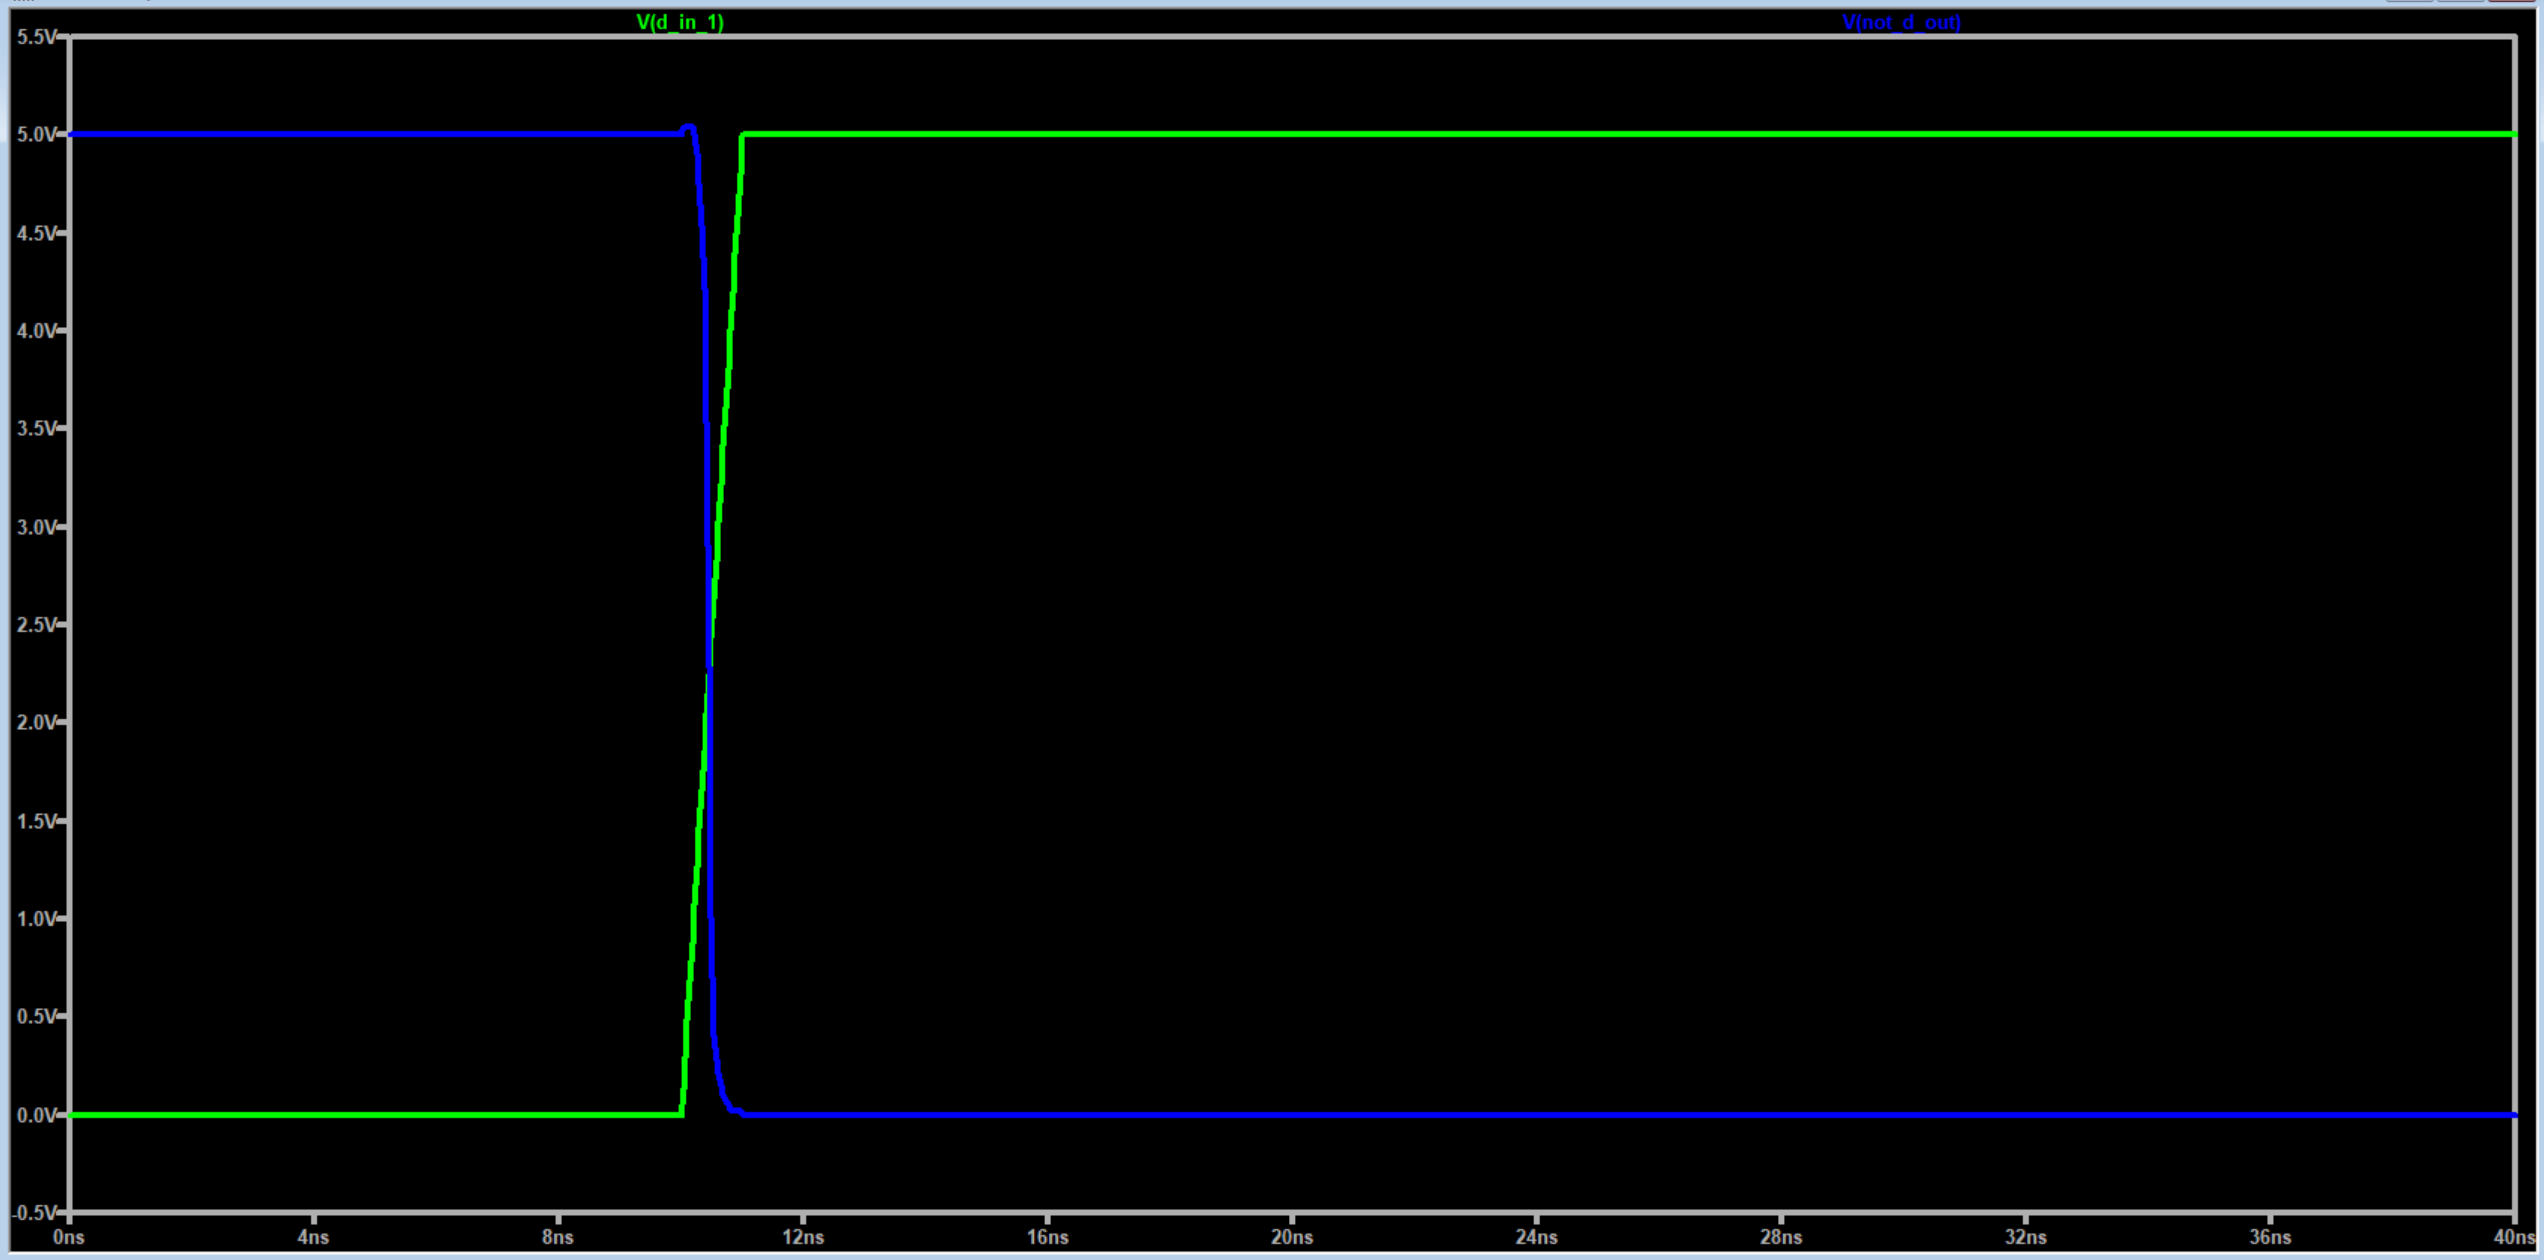 V(d_in_1) V(not_d_out)
5.5V
5.0V
4.5V
4.0V
3.5V
3.0V
2.5V
2.0V
1.5V
1.0V
0.5V
0.0V
-0.5V
0ns 4ns 8ns 12ns 16ns 20ns 24ns 28ns 32ns 36ns 40ns